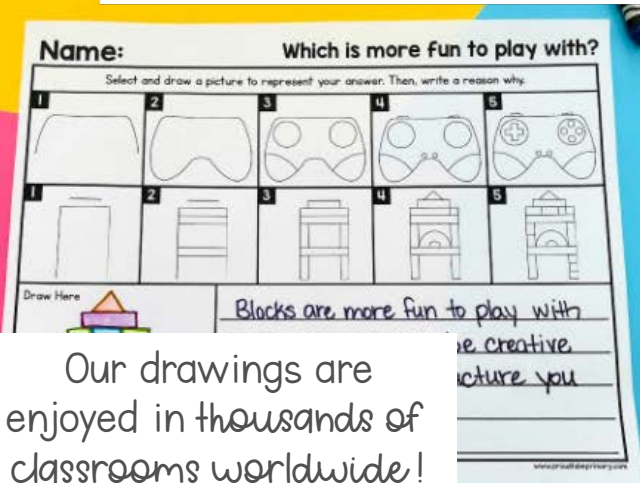 Name:
Which is more fun to play with?
Select and draw a picture to represent your answer. Then, write a reason why.
1 2 3 4 5
1 2 3 4 5
Draw Here
Blocks are more fun to play with
be creative
you
Our drawings are
enjoyed in thousands of
classrooms worldwide!